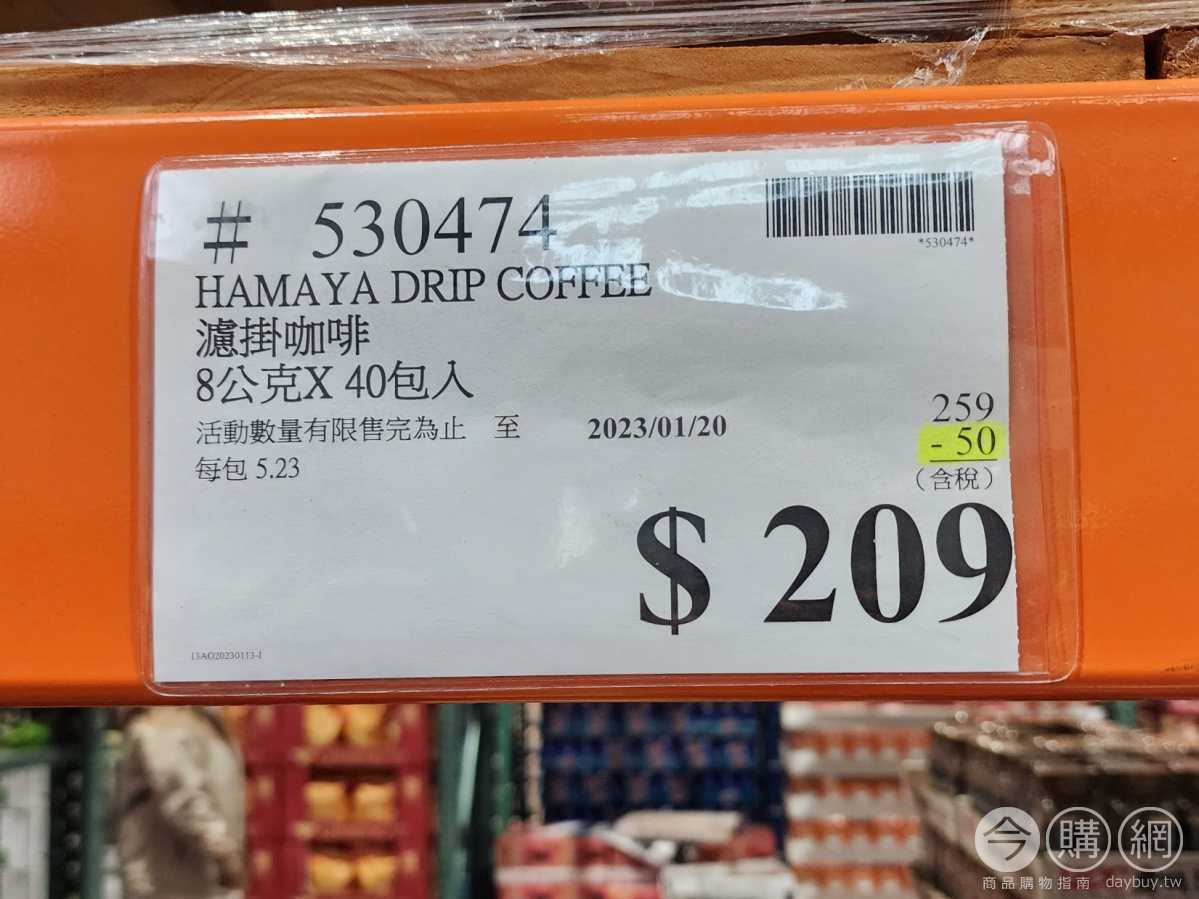 # 530474
*530474*
HAMAYA DRIP COFFEE
濾掛咖啡
8公克X 40包入
活動數量有限售完為止 至 2023/01/20
每包 5.23
259
- 50
(含稅)
$ 209
13AO20230113-1
今購網
商品購物指南 daybuy.tw